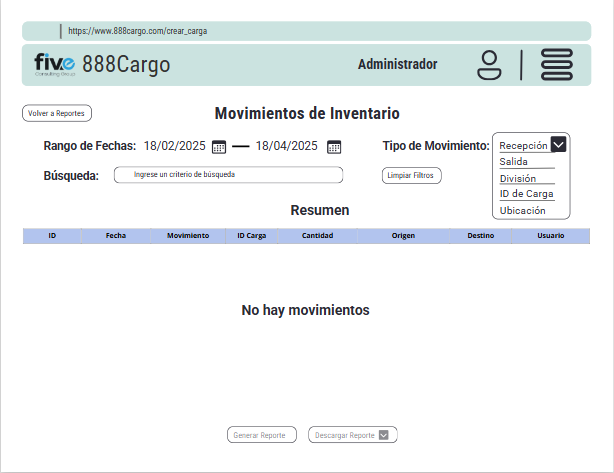 https://www.888cargo.com/crear_carga
five
Consulting Group
888Cargo
Administrador
Volver a Reportes
Movimientos de Inventario
Rango de Fechas: 18/02/2025 — 18/04/2025
Tipo de Movimiento: Recepción
Salida
División
ID de Carga
Ubicación
Búsqueda: Ingrese un criterio de búsqueda
Limpiar Filtros
Resumen
ID Fecha Movimiento ID Carga Cantidad Origen Destino Usuario
No hay movimientos
Generar Reporte
Descargar Reporte